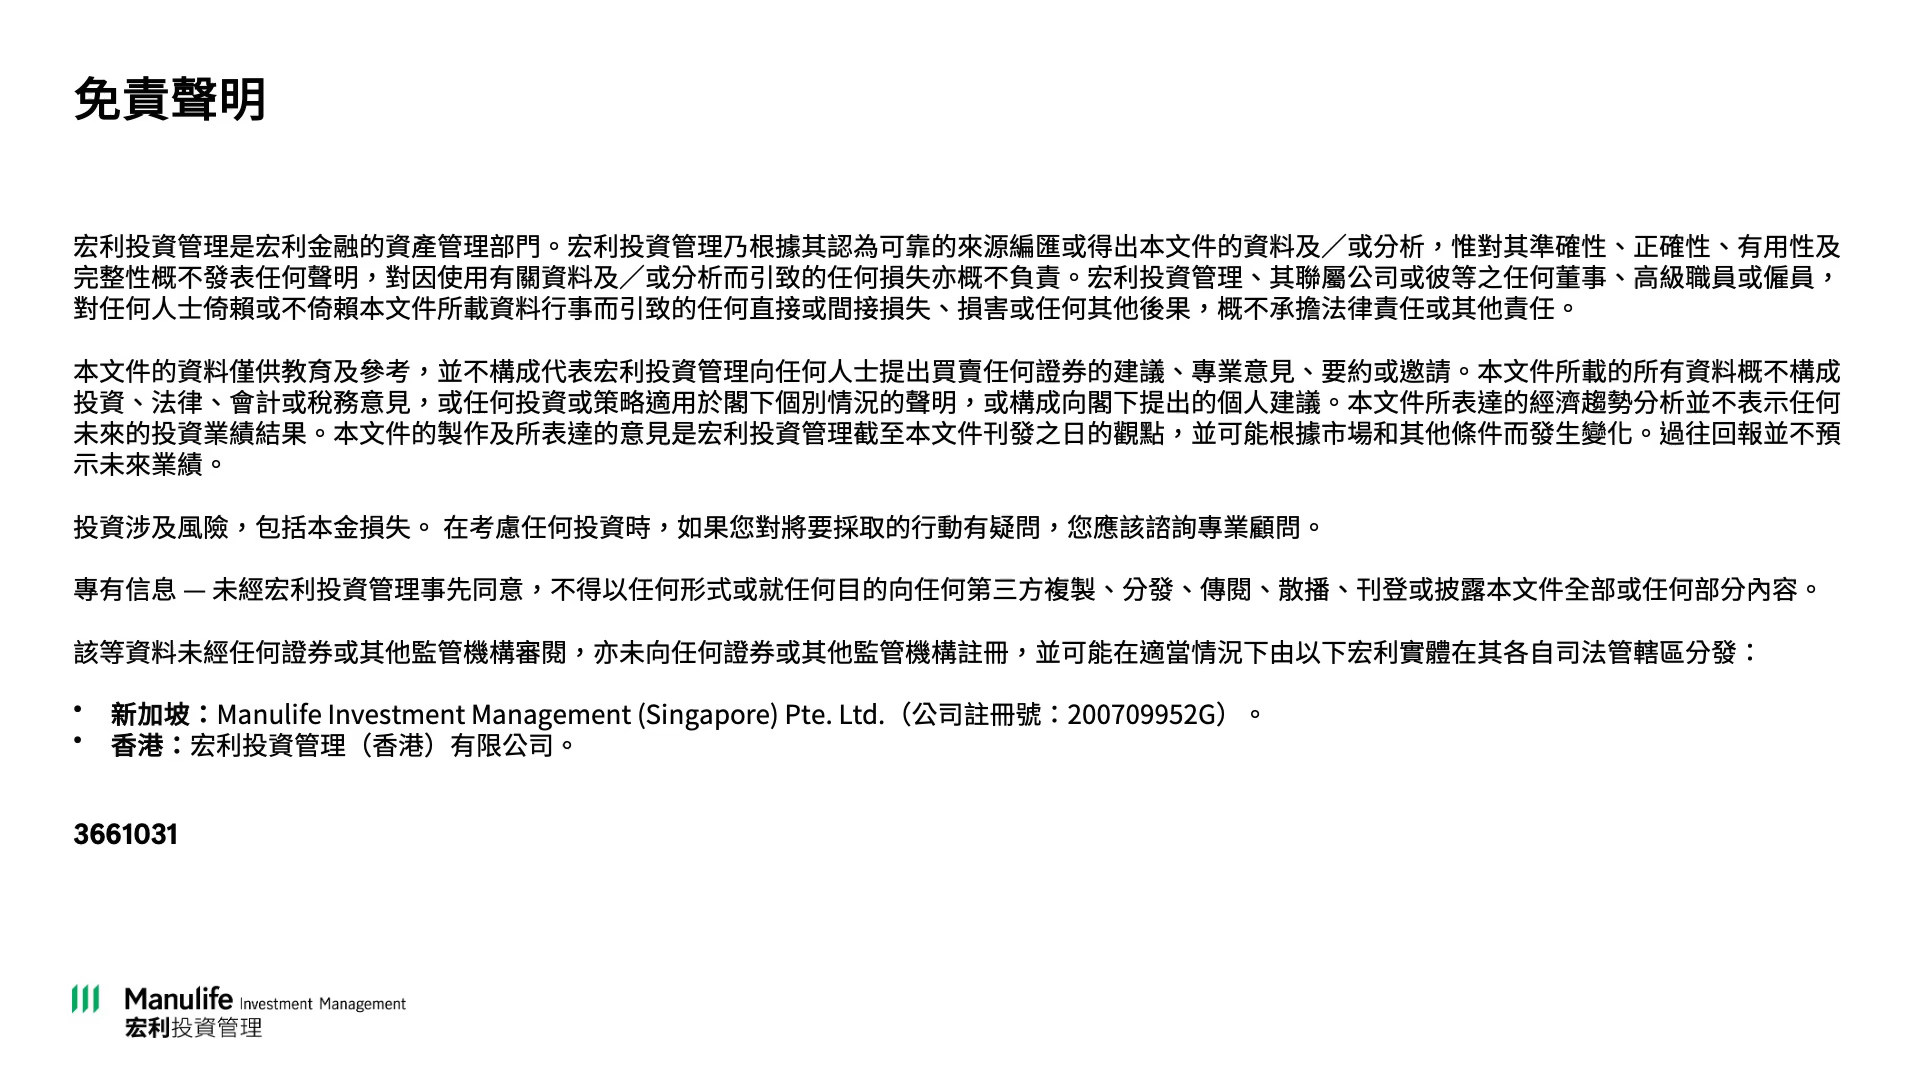 免責聲明
宏利投資管理是宏利金融的資產管理部門。宏利投資管理乃根據其認為可靠的來源編匯或得出本文件的資料及／或分析，惟對其準確性、正確性、有用性及
完整性概不發表任何聲明，對因使用有關資料及／或分析而引致的任何損失亦概不負責。宏利投資管理、其聯屬公司或彼等之任何董事、高級職員或僱員，
對任何人士倚賴或不倚賴本文件所載資料行事而引致的任何直接或間接損失、損害或任何其他後果，概不承擔法律責任或其他責任。
本文件的資料僅供教育及參考，並不構成代表宏利投資管理向任何人士提出買賣任何證券的建議、專業意見、要約或邀請。本文件所載的所有資料概不構成
投資、法律、會計或稅務意見，或任何投資或策略適用於閣下個別情況的聲明，或構成向閣下提出的個人建議。本文件所表達的經濟趨勢分析並不表示任何
未來的投資業績結果。本文件的製作及所表達的意見是宏利投資管理截至本文件刊發之日的觀點，並可能根據市場和其他條件而發生變化。過往回報並不預
示未來業績。
投資涉及風險，包括本金損失。 在考慮任何投資時，如果您對將要採取的行動有疑問，您應該諮詢專業顧問。
專有信息 — 未經宏利投資管理事先同意，不得以任何形式或就任何目的向任何第三方複製、分發、傳閱、散播、刊登或披露本文件全部或任何部分內容。
該等資料未經任何證券或其他監管機構審閱，亦未向任何證券或其他監管機構註冊，並可能在適當情況下由以下宏利實體在其各自司法管轄區分發：
• 新加坡：Manulife Investment Management (Singapore) Pte. Ltd.（公司註冊號：200709952G）。
• 香港：宏利投資管理（香港）有限公司。
3661031
Manulife Investment Management
宏利投資管理